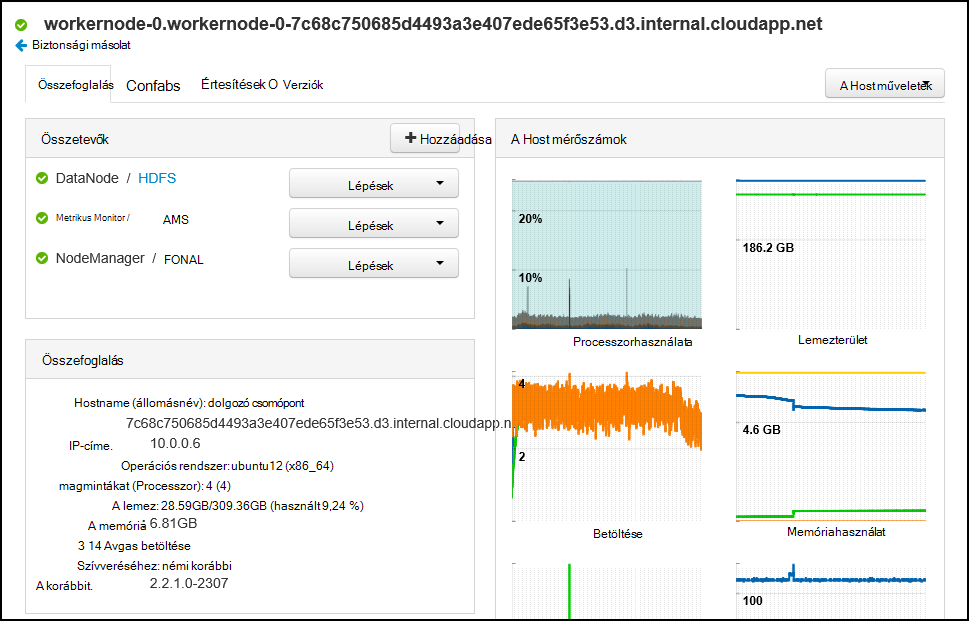 workernode-0.workernode-0-7c68c750685d4493a3e407ede65f3e53.d3.internal.cloudapp.net
Biztonsági másolat
Összefoglalás Confabs Értesítések O Verziók
A Host műveletek
Összetevők
Hozzáadása
DataNode / HDFS
Lépések
Metrikus Monitor / AMS
Lépések
NodeManager / FONAL
Lépések
Összefoglalás
Hostname (állomásnév): dolgozó csomópont
7c68c750685d4493a3e407ede65f3e53.d3.internal.cloudapp.n
IP-címe. 10.0.0.6
Operációs rendszer: ubuntu12 (x86_64)
magmintákat (Processzor): 4 (4)
A lemez: 28.59GB/309.36GB (használt 9,24 %)
A memória: 6.81GB
3 14 Avgas betöltése
Szívveréséhez: némi korábbi
A korábbit. 2.2.1.0-2307
A Host mérőszámok
20%
10%
Processzorhasználata
186.2 GB
Lemezterület
4
2
Betöltése
4.6 GB
Memóriahasználat
100